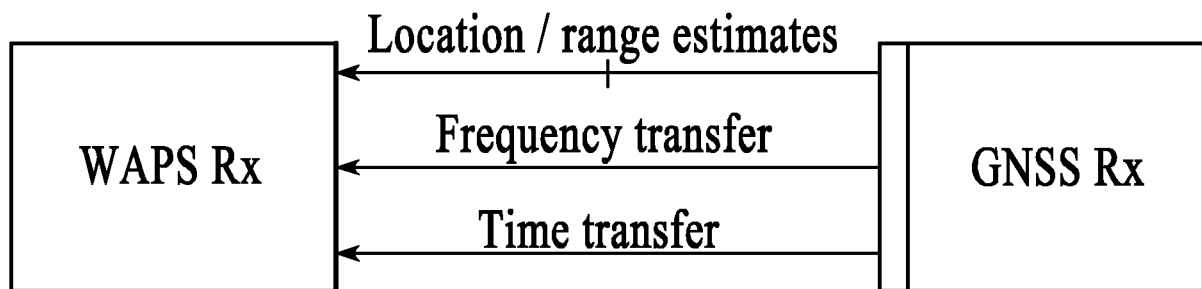 Location / range estimates
Frequency transfer
WAPS Rx
GNSS Rx
Time transfer